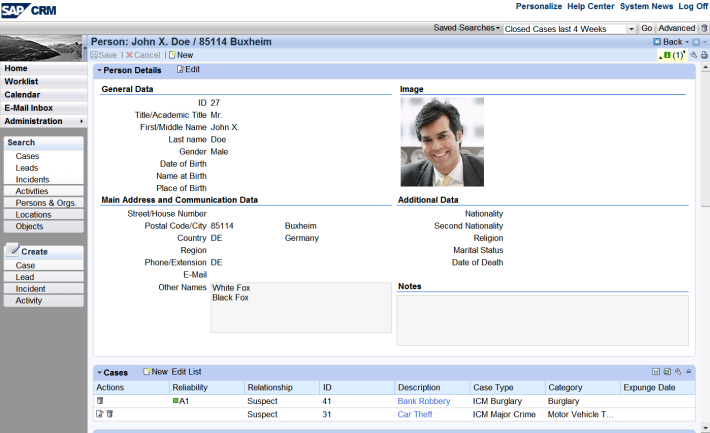 SAP CRM
Personalize Help Center System News Log Off
Saved Searches Closed Cases last 4 Weeks Go Advanced
Person: John X. Doe / 85114 Buxheim
Back
Save | Cancel | New
(1)
Home
Worklist
Calendar
E-Mail Inbox
Administration
Search
Cases
Leads
Incidents
Activities
Persons & Orgs.
Locations
Objects
Create
Case
Lead
Incident
Activity
Person Details Edit
General Data
ID 27
Title/Academic Title Mr.
First/Middle Name John X.
Last name Doe
Gender Male
Date of Birth
Name at Birth
Place of Birth
Image
Main Address and Communication Data
Street/House Number
Postal Code/City 85114 Buxheim
Country DE Germany
Region
Phone/Extension DE
E-Mail
Other Names White Fox
Black Fox
Additional Data
Nationality
Second Nationality
Religion
Marital Status
Date of Death
Notes
Cases New Edit List
Actions Reliability Relationship ID Description Case Type Category Expunge Date
A1 Suspect 41 Bank Robbery ICM Burglary Burglary
Suspect 31 Car Theft ICM Major Crime Motor Vehicle T...